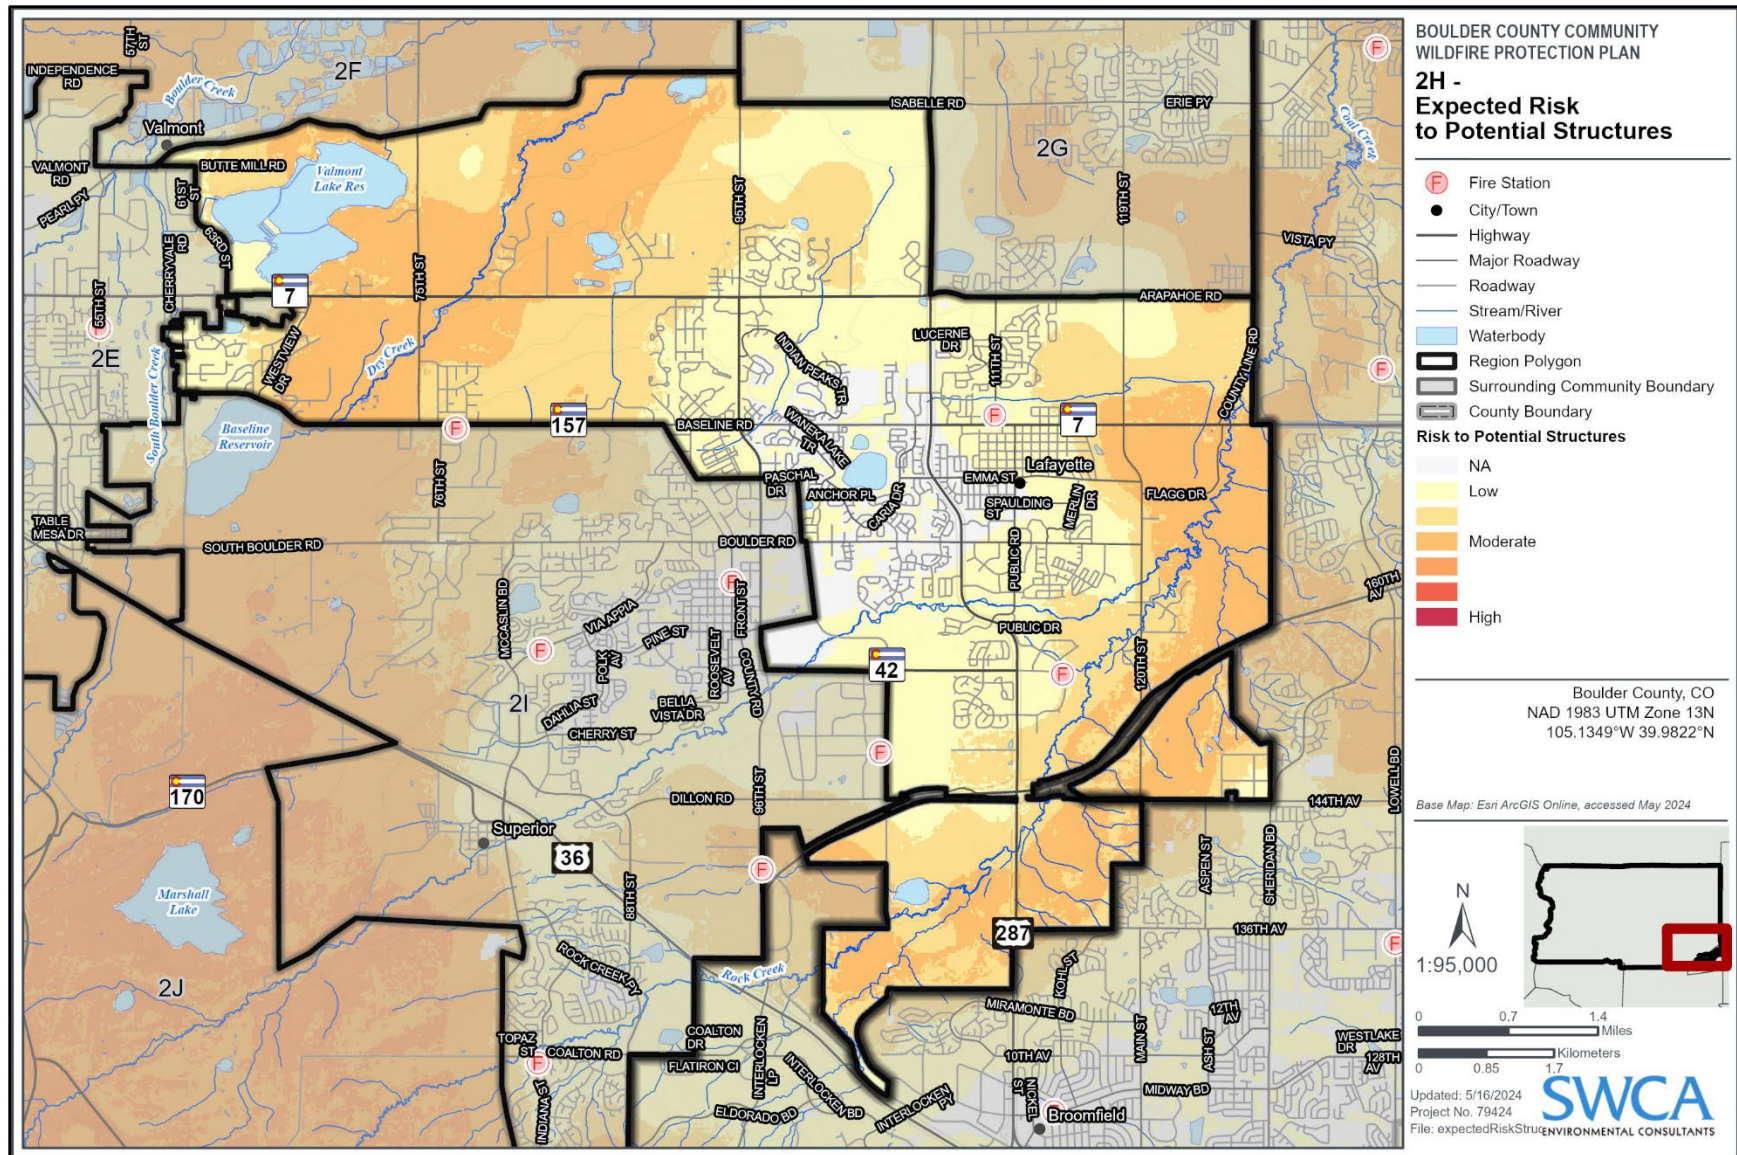 BOULDER COUNTY COMMUNITY
WILDFIRE PROTECTION PLAN
2H -
Expected Risk
to Potential Structures
F Fire Station
City/Town
Highway
Major Roadway
Roadway
Stream/River
Waterbody
Region Polygon
Surrounding Community Boundary
County Boundary
Risk to Potential Structures
NA
Low
Moderate
High
Boulder County, CO
NAD 1983 UTM Zone 13N
105.1349°W 39.9822°N
Base Map: Esri ArcGIS Online, accessed May 2024
N
1:95,000
0 0.7 1.4
Miles
Kilometers
0 0.85 1.7
Updated: 5/16/2024
Project No. 79424
File: expectedRiskStruc
SWCA
ENVIRONMENTAL CONSULTANTS
57TH
ST
INDEPENDENCE
RD
2F
Boulder Creek
Valmont
ISABELLE RD
ERIE PY
F
Coal Creek
VALMONT
RD
BUTTE MILL RD
Valmont
Lake Res
2G
PEARL PY
61ST
ST
95TH ST
119TH ST
CHERRYVALE
RD
63RD
ST
VISTA PY
75TH ST
7
ARAPAHOE RD
55TH ST
F
2E
WESTVIEW
DR
Dry Creek
LUCERNE
DR
INDIAN PEAKS TR
111TH ST
COUNTY LINE RD
F
South Boulder Creek
Baseline
Reservoir
F
157
BASELINE RD
WANEKA LAKE
TR
F
7
76TH ST
PASCHAL
DR
Lafayette
EMMA ST
ANCHOR PL
CARIA DR
SPAULDING
ST
MERLIN
DR
FLAGG DR
TABLE
MESA DR
SOUTH BOULDER RD
BOULDER RD
PUBLIC RD
F
FRONT ST
160TH
AV
MCCASLIN BD
VIA APPIA
PINE ST
PUBLIC DR
F
POLK
AV
ROOSEVELT
AV
COUNTY RD
42
120TH ST
F
2I
DAHLIA ST
BELLA
VISTA DR
CHERRY ST
F
LOWELL BD
170
DILLON RD
96TH ST
144TH AV
Superior
36
F
ASPEN ST
SHERIDAN BD
Marshall
Lake
88TH ST
287
136TH AV
F
ROCK CREEK PY
Rock Creek
KOHL ST
2J
MIRAMONTE BD
12TH
AV
TOPAZ
ST
COALTON
DR
F
COALTON RD
FLATIRON CI
INTERLOCKEN
LP
INTERLOCKEN BD
10TH AV
MAIN ST
ASH ST
WESTLAKE
DR
128TH
AV
INDIANA ST
ELDORADO BD
INTERLOCKEN
PY
NICKEL
ST
F
Broomfield
MIDWAY BD